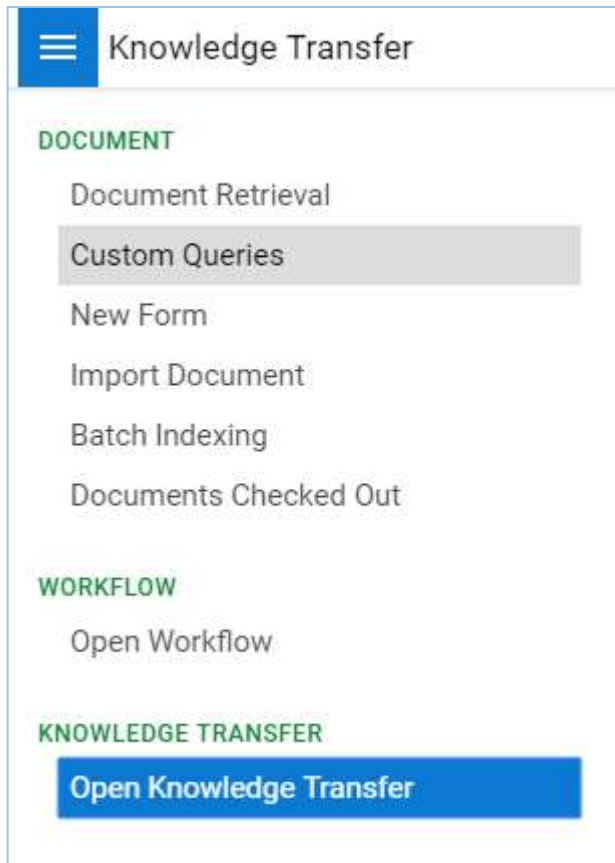 Knowledge Transfer
DOCUMENT
Document Retrieval
Custom Queries
New Form
Import Document
Batch Indexing
Documents Checked Out
WORKFLOW
Open Workflow
KNOWLEDGE TRANSFER
Open Knowledge Transfer